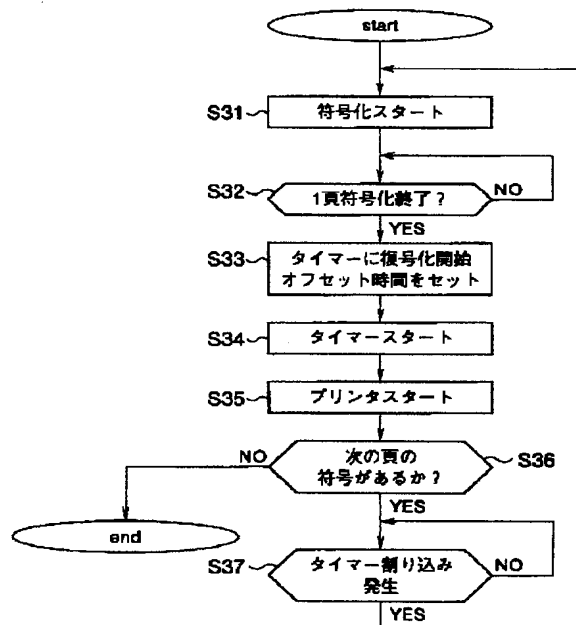 start
S31
符号化スタート
S32
1頁符号化終了?
NO
YES
S33
タイマーに復号化開始
オフセット時間をセット
S34
タイマースタート
S35
プリンタスタート
NO
次の頁の
符号があるか?
S36
YES
end
S37
タイマー割り込み
発生
NO
YES